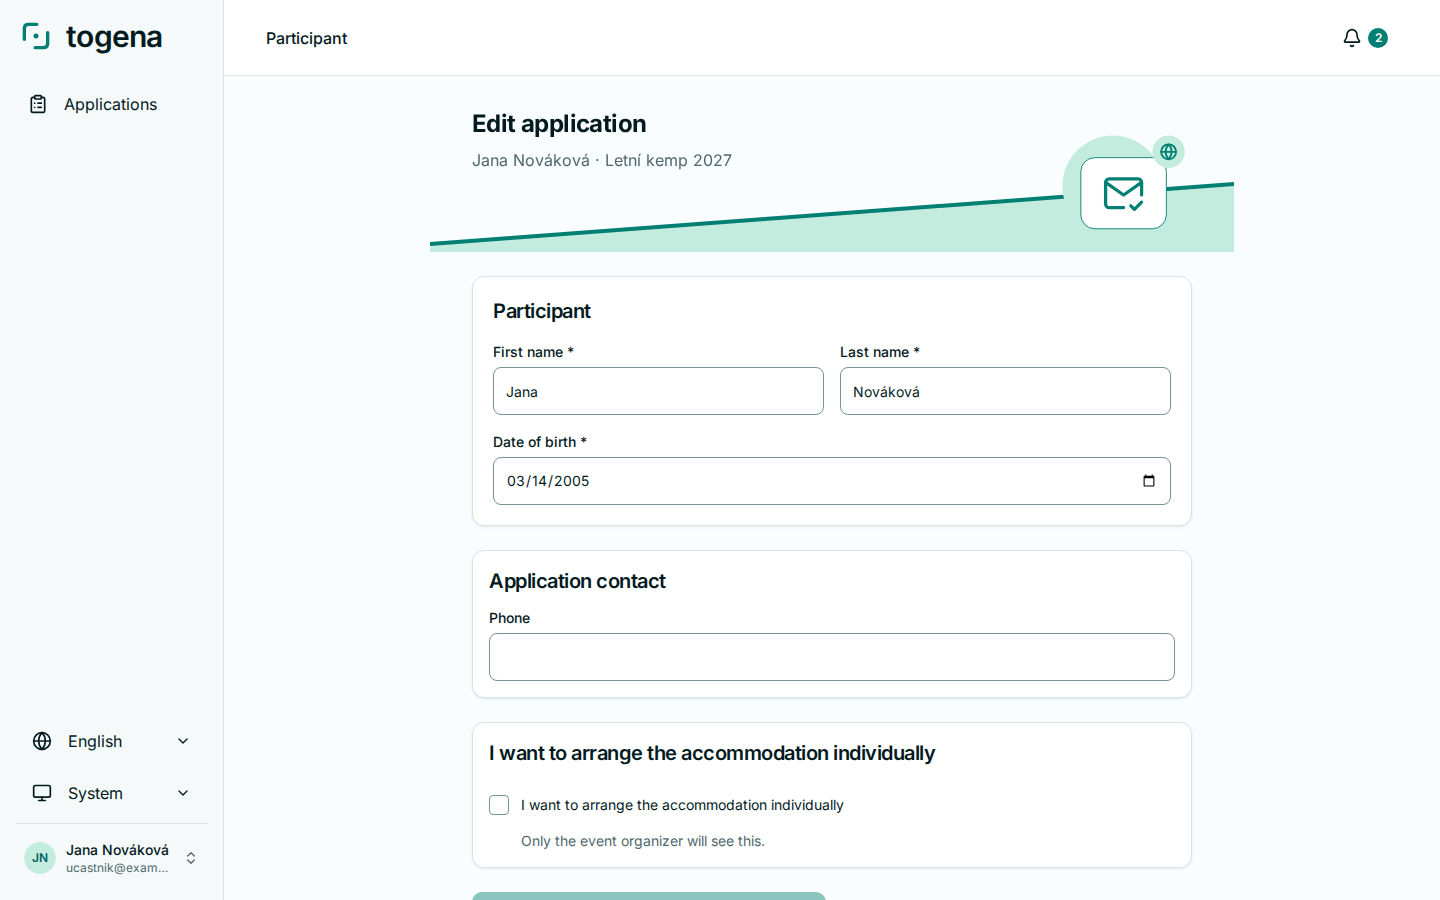 togena
Participant
2
Applications
Edit application
Jana Nováková · Letní kemp 2027
Participant
First name *
Last name *
Jana
Nováková
Date of birth *
03/14/2005
Application contact
Phone
I want to arrange the accommodation individually
I want to arrange the accommodation individually
Only the event organizer will see this.
English
System
JN
Jana Nováková
ucastnik@exam...